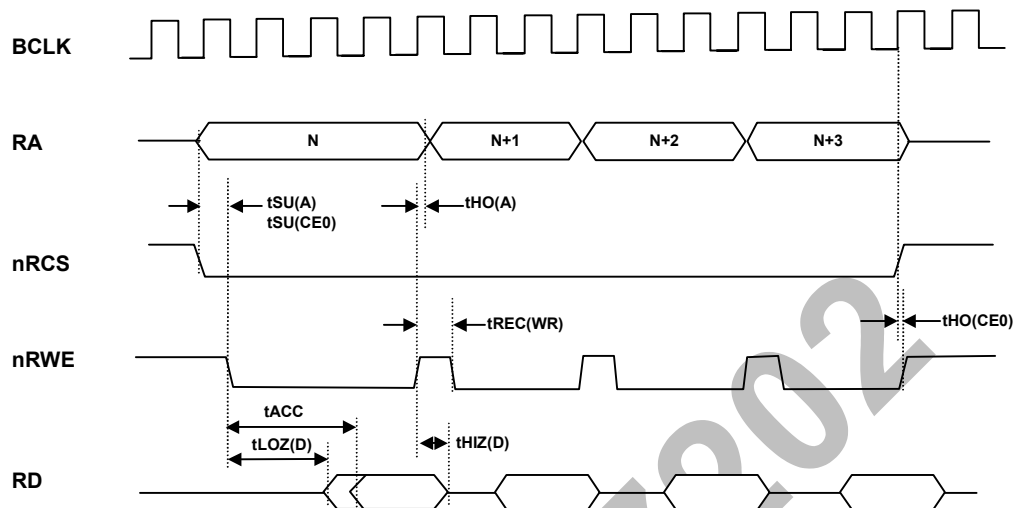 BCLK
RA
N
N+1
N+2
N+3
tSU(A)
tSU(CE0)
tHO(A)
nRCS
tREC(WR)
tHO(CE0)
nRWE
tACC
tLOZ(D)
tHIZ(D)
RD
202